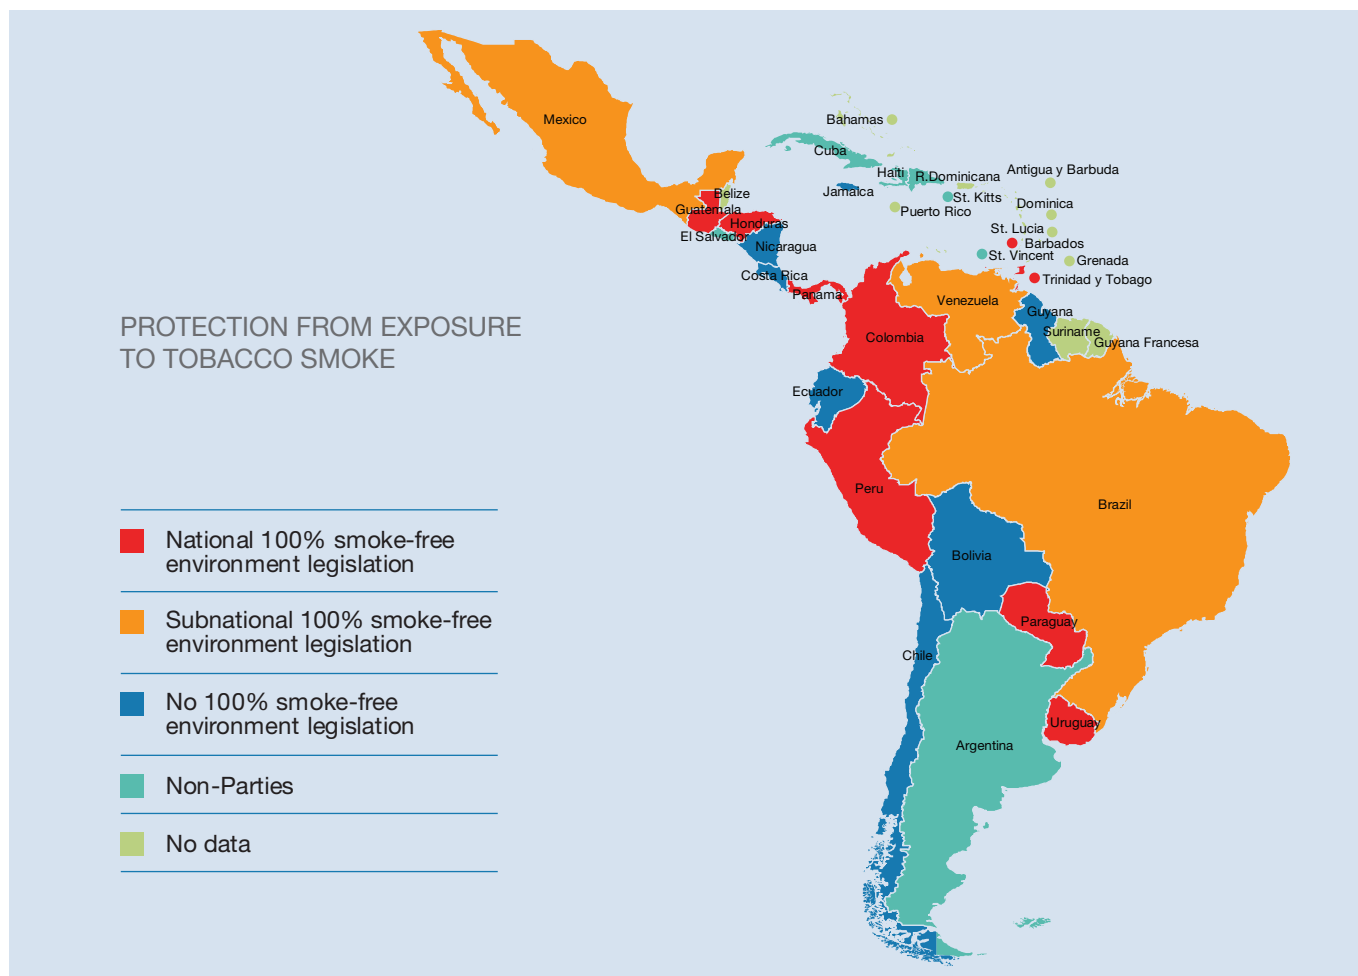 Mexico
Bahamas
Cuba
Haiti
R.Dominicana
Antigua y Barbuda
Jamaica
St. Kitts
Belize
Puerto Rico
Dominica
Guatemala
Honduras
St. Lucia
El Salvador
Barbados
Nicaragua
St. Vincent
Grenada
Costa Rica
Trinidad y Tobago
Panama
Venezuela
Guyana
PROTECTION FROM EXPOSURE
TO TOBACCO SMOKE
Colombia
Suriname
Guyana Francesa
Ecuador
Peru
Brazil
National 100% smoke-free
environment legislation
Bolivia
Subnational 100% smoke-free
environment legislation
Paraguay
Chile
No 100% smoke-free
environment legislation
Uruguay
Argentina
Non-Parties
No data